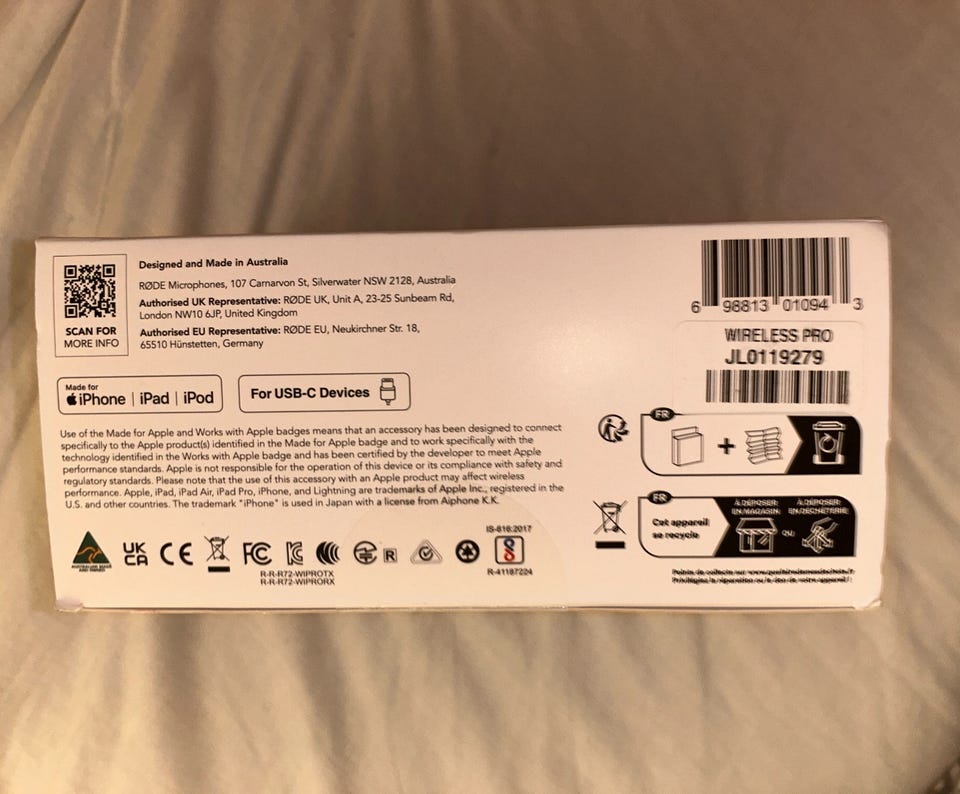 SCAN FOR
MORE INFO
Designed and Made in Australia
RØDE Microphones, 107 Carnarvon St, Silverwater NSW 2128, Australia
Authorised UK Representative: RØDE UK, Unit A, 23-25 Sunbeam Rd,
London NW10 6JP, United Kingdom
Authorised EU Representative: RØDE EU, Neukirchner Str. 18,
65510 Hünstetten, Germany
6 98813 01094 3
WIRELESS PRO
JL0119279
Made for
iPhone | iPad | iPod
For USB-C Devices
Use of the Made for Apple and Works with Apple badges means that an accessory has been designed to connect
specifically to the Apple product(s) identified in the Made for Apple badge and to work specifically with the
technology identified in the Works with Apple badge and has been certified by the developer to meet Apple
performance standards. Apple is not responsible for the operation of this device or its compliance with safety and
regulatory standards. Please note that the use of this accessory with an Apple product may affect wireless
performance. Apple, iPad, iPad Air, iPad Pro, iPhone, and Lightning are trademarks of Apple Inc., registered in the
U.S. and other countries. The trademark "iPhone" is used in Japan with a license from Aiphone K.K.
AUSTRALIAN MADE
AND OWNED
UK
CA
CE
FC
R
R-R-R72-WIPROTX
R-R-R72-WIPRORX
IS-616:2017
R-41187224
FR
+
FR
Cet appareil
se recycle
À DÉPOSER
EN MAGASIN
OU
À DÉPOSER
EN DÉCHÈTERIE
Points de collecte sur